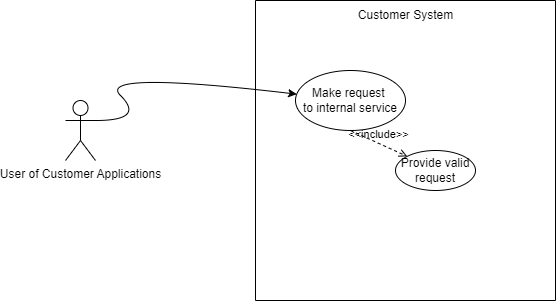 Customer System
Make request
to internal service
<<include>>
Provide valid
request
User of Customer Applications